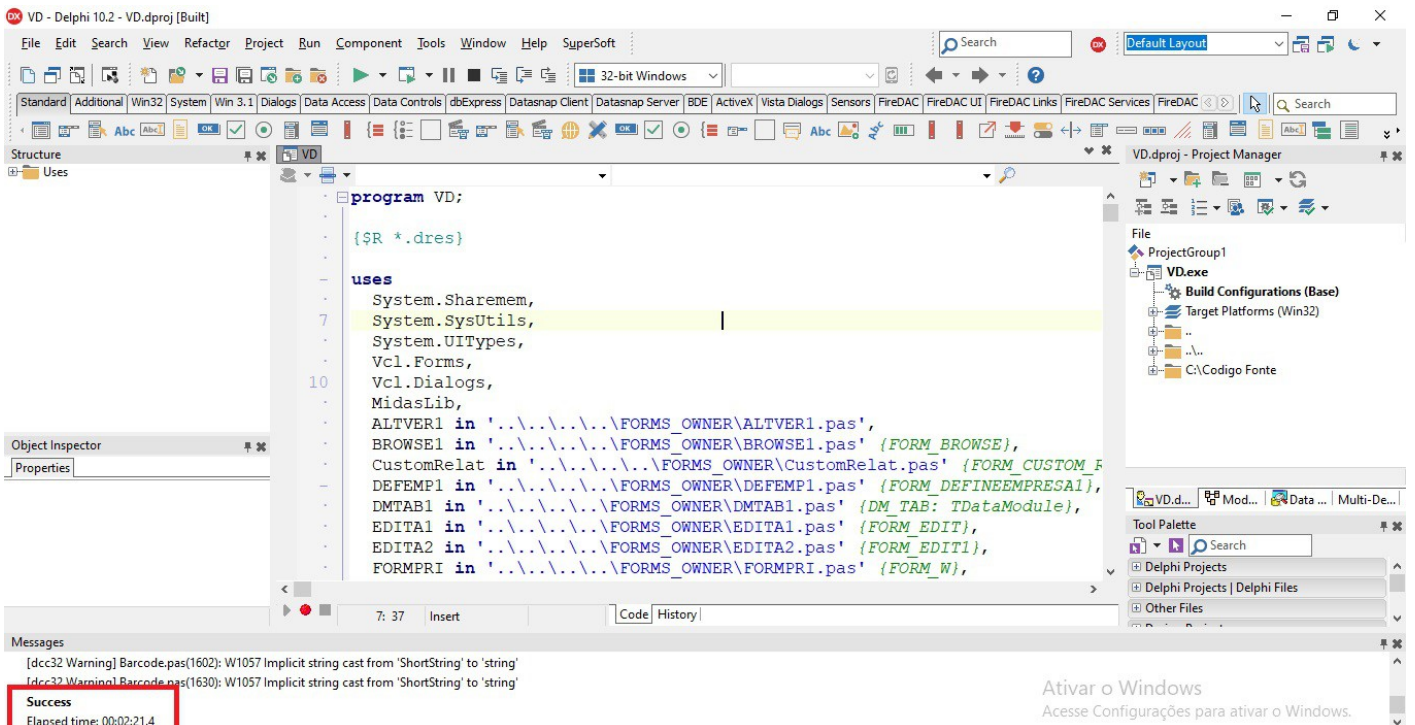 VD - Delphi 10.2 - VD.dproj [Built]
File Edit Search View Refactor Project Run Component Tools Window Help SuperSoft
Search
Default Layout
32-bit Windows
Standard Additional Win32 System Win 3.1 Dialogs Data Access Data Controls dbExpress Datasnap Client Datasnap Server BDE ActiveX Vista Dialogs Sensors FireDAC FireDAC UI FireDAC Links FireDAC Services FireDAC
Search
Structure
Uses
VD
program VD;
{$R *.dres}
uses
System.Sharemem,
7 System.SysUtils,
System.UITypes,
Vcl.Forms,
10 Vcl.Dialogs,
MidasLib,
ALTVER1 in '..\..\..\..\FORMS_OWNER\ALTVER1.pas',
BROWSE1 in '..\..\..\..\FORMS_OWNER\BROWSE1.pas' {FORM_BROWSE},
CustomRelat in '..\..\..\..\FORMS_OWNER\CustomRelat.pas' {FORM_CUSTOM_R
DEFEMP1 in '..\..\..\..\FORMS_OWNER\DEFEMP1.pas' {FORM_DEFINEEMPRESA1},
DMTAB1 in '..\..\..\..\FORMS_OWNER\DMTAB1.pas' {DM_TAB: TDataModule},
EDITA1 in '..\..\..\..\FORMS_OWNER\EDITA1.pas' {FORM_EDIT},
EDITA2 in '..\..\..\..\FORMS_OWNER\EDITA2.pas' {FORM_EDIT1},
FORMPRI in '..\..\..\..\FORMS_OWNER\FORMPRI.pas' {FORM_W},
7: 37 Insert
Code History
Object Inspector
Properties
VD.dproj - Project Manager
File
ProjectGroup1
VD.exe
Build Configurations (Base)
Target Platforms (Win32)
..
..\..
C:\Codigo Fonte
VD.d... Mod... Data ... Multi-De...
Tool Palette
Search
Delphi Projects
Delphi Projects | Delphi Files
Other Files
Messages
[dcc32 Warning] Barcode.pas(1602): W1057 Implicit string cast from 'ShortString' to 'string'
[dcc32 Warning] Barcode.pas(1630): W1057 Implicit string cast from 'ShortString' to 'string'
Success
Elapsed time: 00:02:21.4
Ativar o Windows
Acesse Configurações para ativar o Windows.